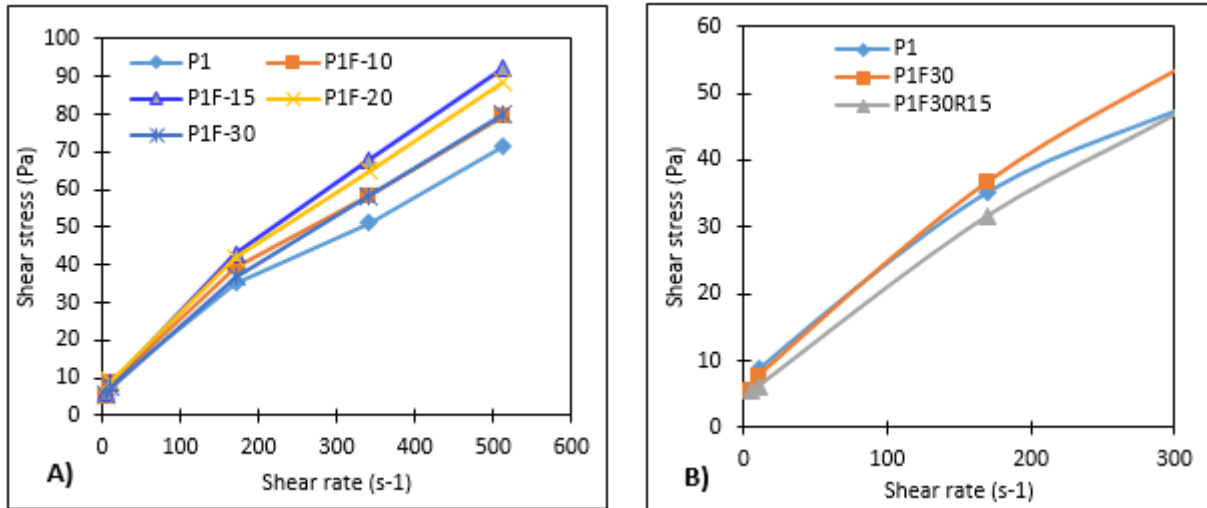 100
90
80
70
60
50
40
30
20
10
0
Shear stress (Pa)
P1 P1F-10
P1F-15 P1F-20
P1F-30
0 100 200 300 400 500 600
Shear rate (s-1)
A)
60
50
40
30
20
10
0
Shear stress (Pa)
P1
P1F30
P1F30R15
0 100 200 300
Shear rate (s-1)
B)